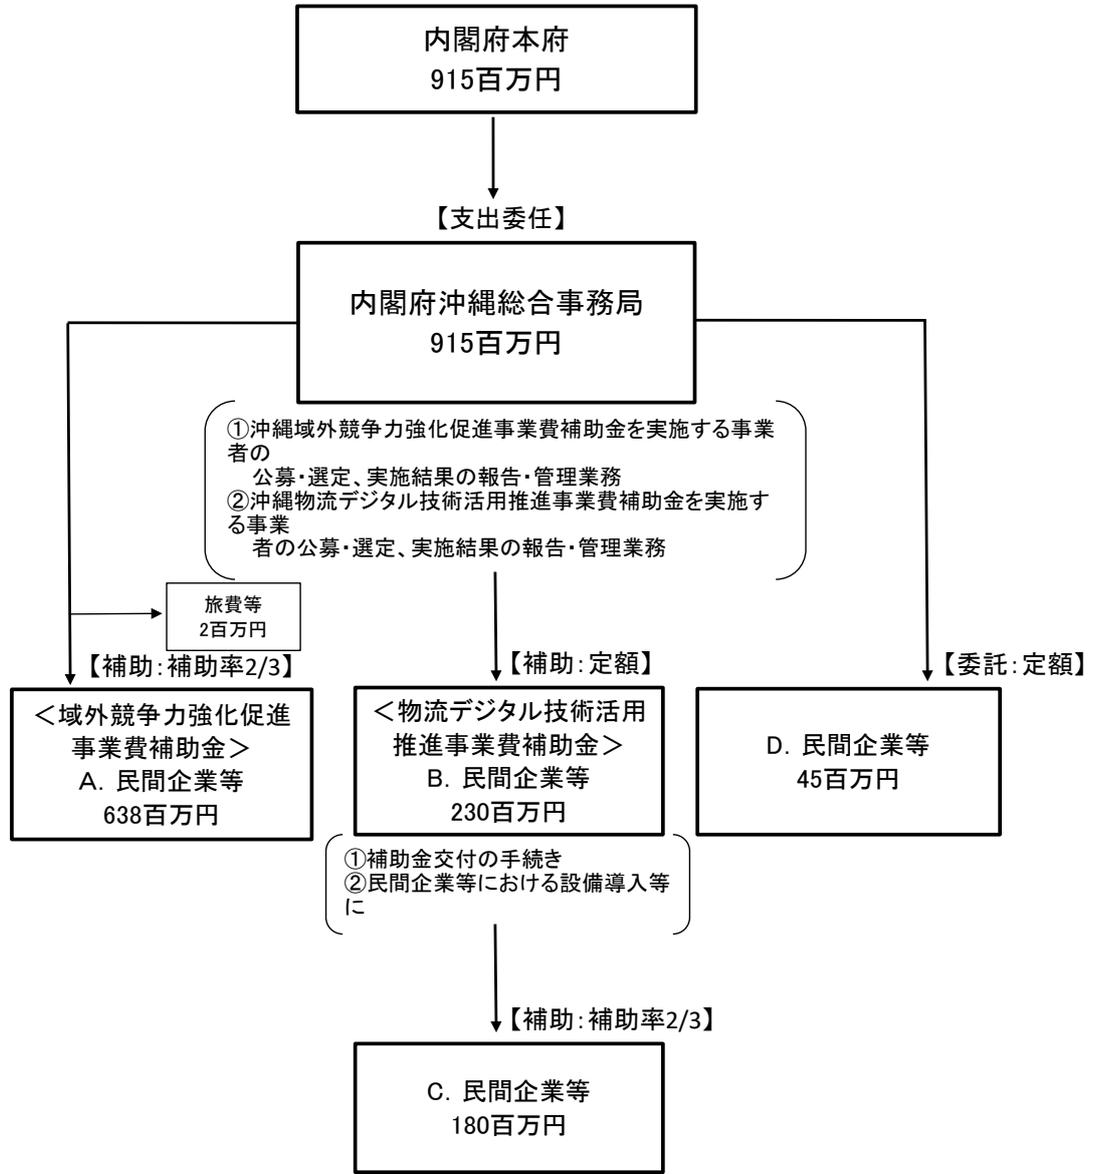 内閣府本府
915百万円
【支出委任】
内閣府沖縄総合事務局
915百万円
①沖縄域外競争力強化促進事業費補助金を実施する事業
者の
公募・選定、実施結果の報告・管理業務
②沖縄物流デジタル技術活用推進事業費補助金を実施す
る事業
者の公募・選定、実施結果の報告・管理業務
旅費等
2百万円
【補助：補助率2/3】
＜域外競争力強化促進
事業費補助金＞
A. 民間企業等
638百万円
【補助：定額】
＜物流デジタル技術活用
推進事業費補助金＞
B. 民間企業等
230百万円
【委託：定額】
D. 民間企業等
45百万円
①補助金交付の手続き
②民間企業等における設備導入等
に
【補助：補助率2/3】
C. 民間企業等
180百万円